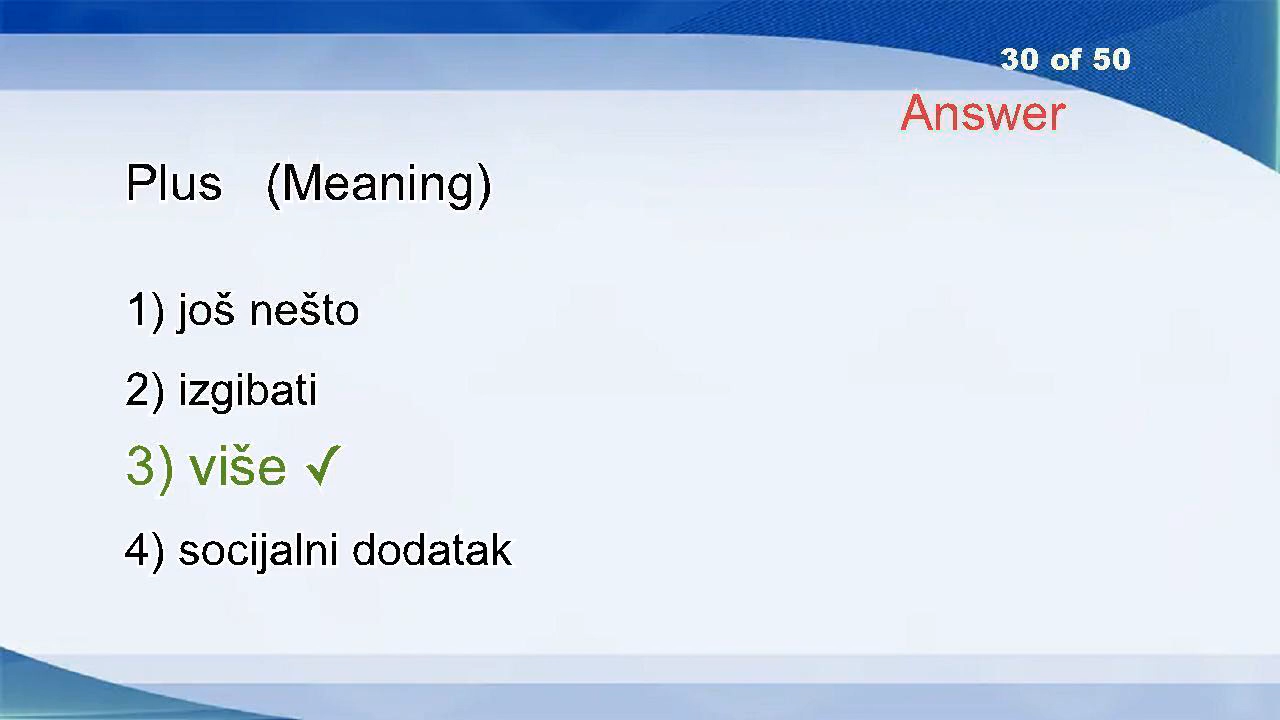 30 of 50
Answer
Plus (Meaning)
1) još nešto
2) izgibati
3) više ✓
4) socijalni dodatak